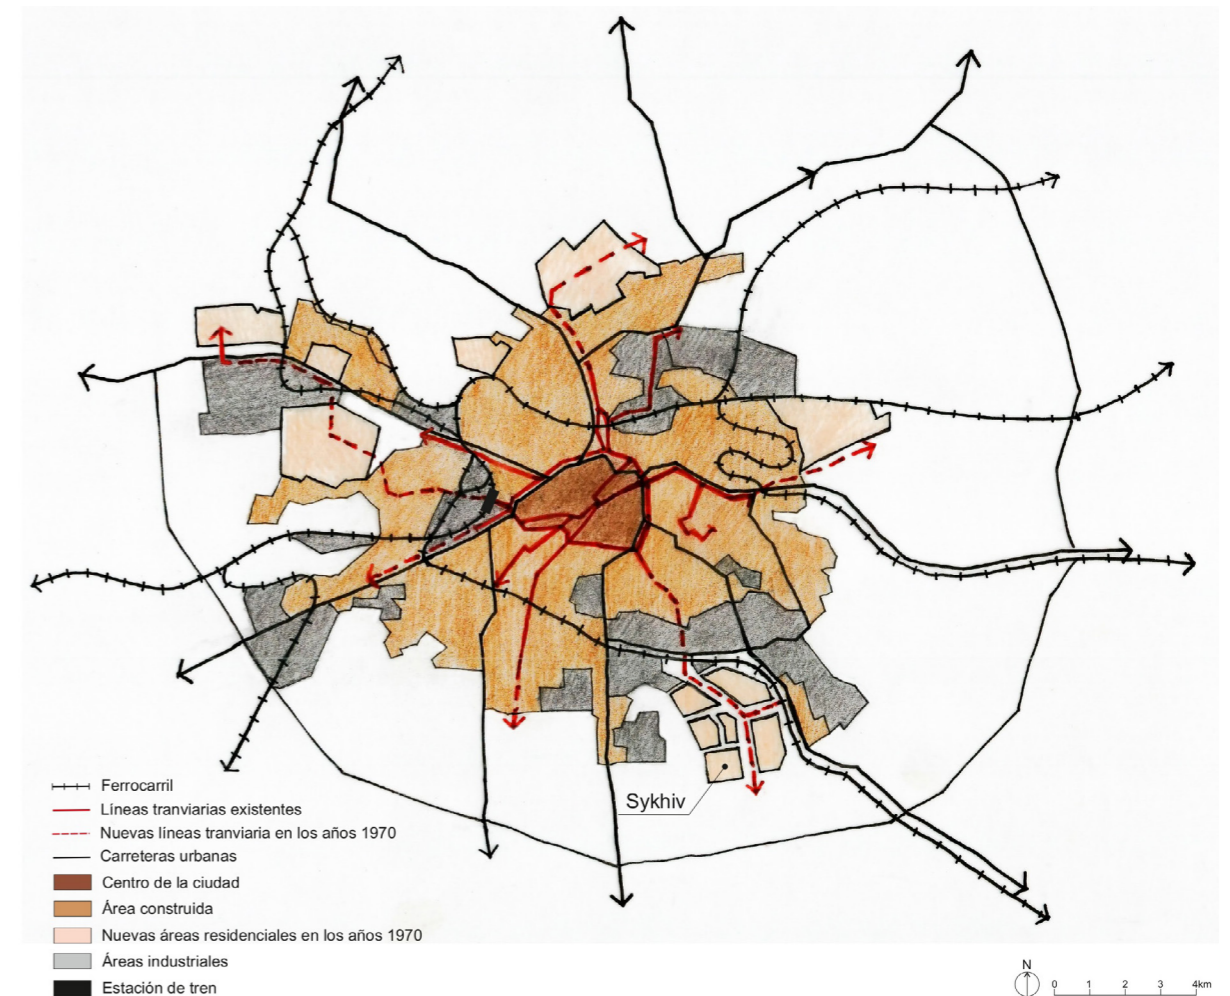 Sykhiv
Ferrocarril
Líneas tranviarias existentes
Nuevas líneas tranviaria en los años 1970
Carreteras urbanas
Centro de la ciudad
Área construida
Nuevas áreas residenciales en los años 1970
Áreas industriales
Estación de tren
N
0 1 2 3 4km